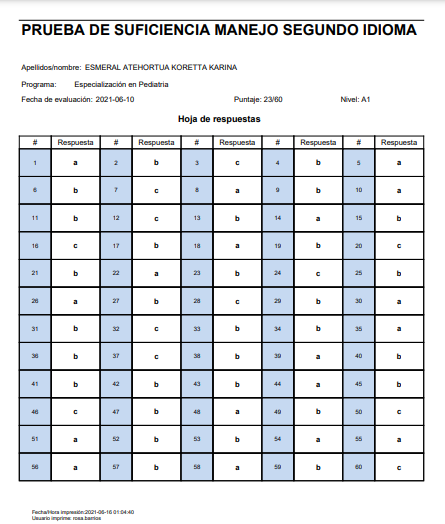 PRUEBA DE SUFICIENCIA MANEJO SEGUNDO IDIOMA
Apellidos/nombre: ESMERAL ATEHORTUA KORETTA KARINA
Programa: Especialización en Pediatria
Fecha de evaluación: 2021-06-10 Puntaje: 23/60 Nivel: A1
Hoja de respuestas
# Respuesta # Respuesta # Respuesta # Respuesta # Respuesta
1 a 2 b 3 c 4 b 5 a
6 b 7 c 8 a 9 b 10 a
11 b 12 c 13 b 14 a 15 b
16 c 17 b 18 a 19 b 20 c
21 b 22 a 23 b 24 c 25 b
26 a 27 b 28 c 29 b 30 a
31 b 32 c 33 b 34 b 35 a
36 b 37 c 38 b 39 a 40 b
41 b 42 b 43 b 44 a 45 b
46 c 47 b 48 a 49 b 50 c
51 a 52 b 53 b 54 a 55 a
56 a 57 b 58 a 59 b 60 c
Fecha/Hora impresión:2021-06-16 01:04:40
Usuario imprime: rosa.barrios